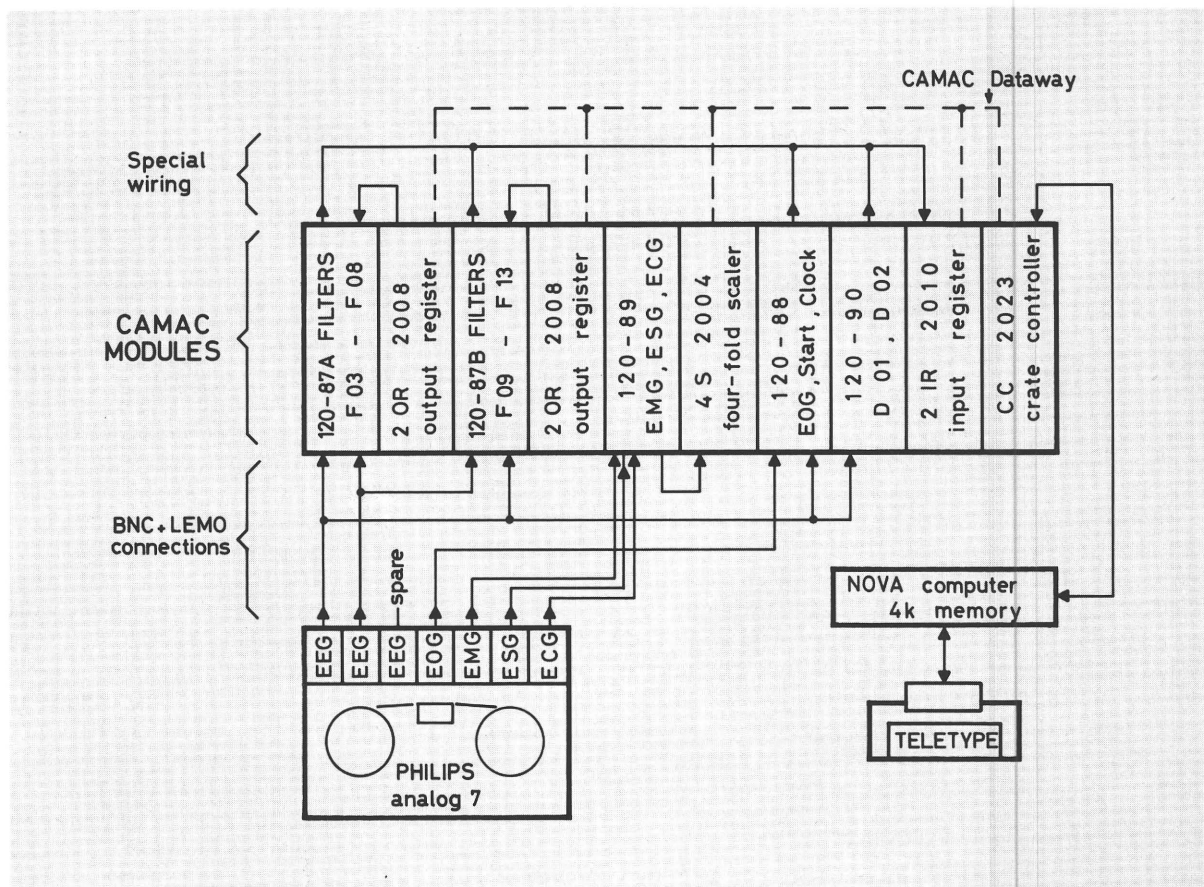 CAMAC Dataway
Special
wiring
CAMAC
MODULES
120-87A FILTERS
F 03 - F 08
2 OR 2008
output register
120-87B FILTERS
F 09 - F 13
2 OR 2008
output register
120-89
EMG, ESG, ECG
4 S 2004
four-fold scaler
120-88
EOG, Start, Clock
120-90
D 01, D 02
2 IR 2010
input register
CC 2023
crate controller
BNC + LEMO
connections
spare
EEG
EEG
EEG
EOG
EMG
ESG
ECG
PHILIPS
analog 7
NOVA computer
4k memory
TELETYPE